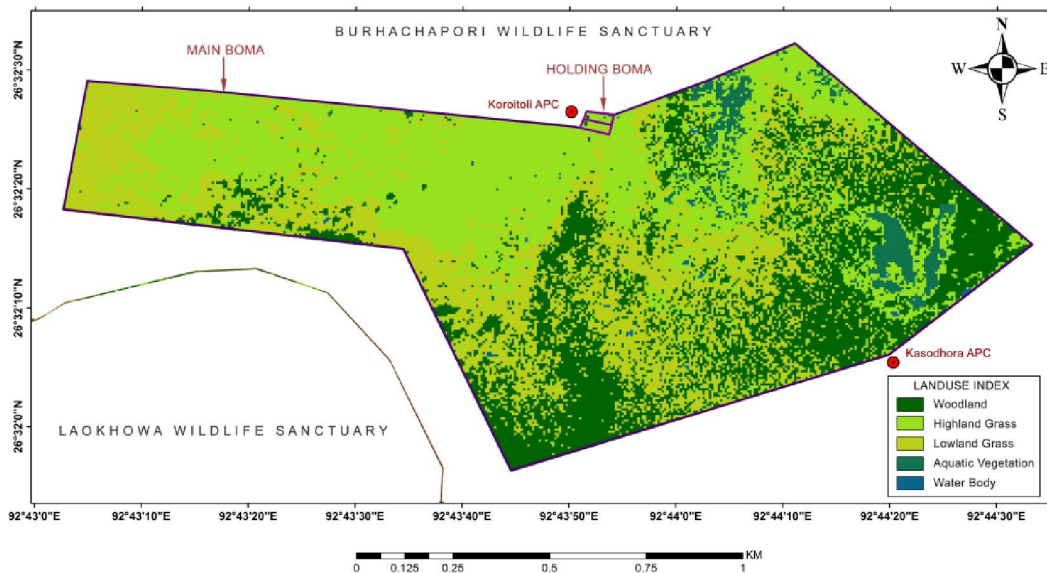 BURHACHAPORI WILDLIFE SANCTUARY
MAIN BOMA
HOLDING BOMA
Koroitoli APC
N
W E
S
26°32'30"N
26°32'20"N
26°32'10"N
26°32'0"N
Kasodhora APC
LAOKHOWA WILDLIFE SANCTUARY
LANDUSE INDEX
Woodland
Highland Grass
Lowland Grass
Aquatic Vegetation
Water Body
92°43'0"E 92°43'10"E 92°43'20"E 92°43'30"E 92°43'40"E 92°43'50"E 92°44'0"E 92°44'10"E 92°44'20"E 92°44'30"E
KM
0 0.125 0.25 0.5 0.75 1